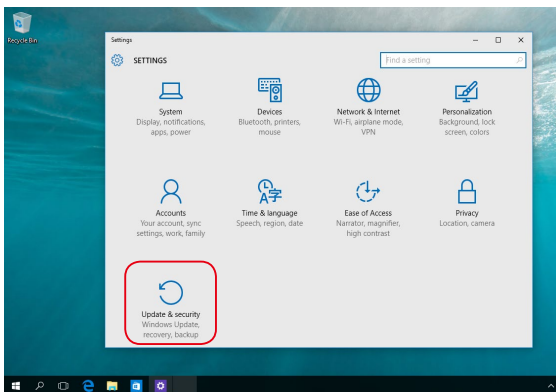 Recycle Bin
Settings
SETTINGS
Find a setting
System
Display, notifications,
apps, power
Devices
Bluetooth, printers,
mouse
Network & Internet
Wi-Fi, airplane mode,
VPN
Personalization
Background, lock
screen, colors
Accounts
Your account, sync
settings, work, family
Time & language
Speech, region, date
Ease of Access
Narrator, magnifier,
high contrast
Privacy
Location, camera
Update & security
Windows Update,
recovery, backup